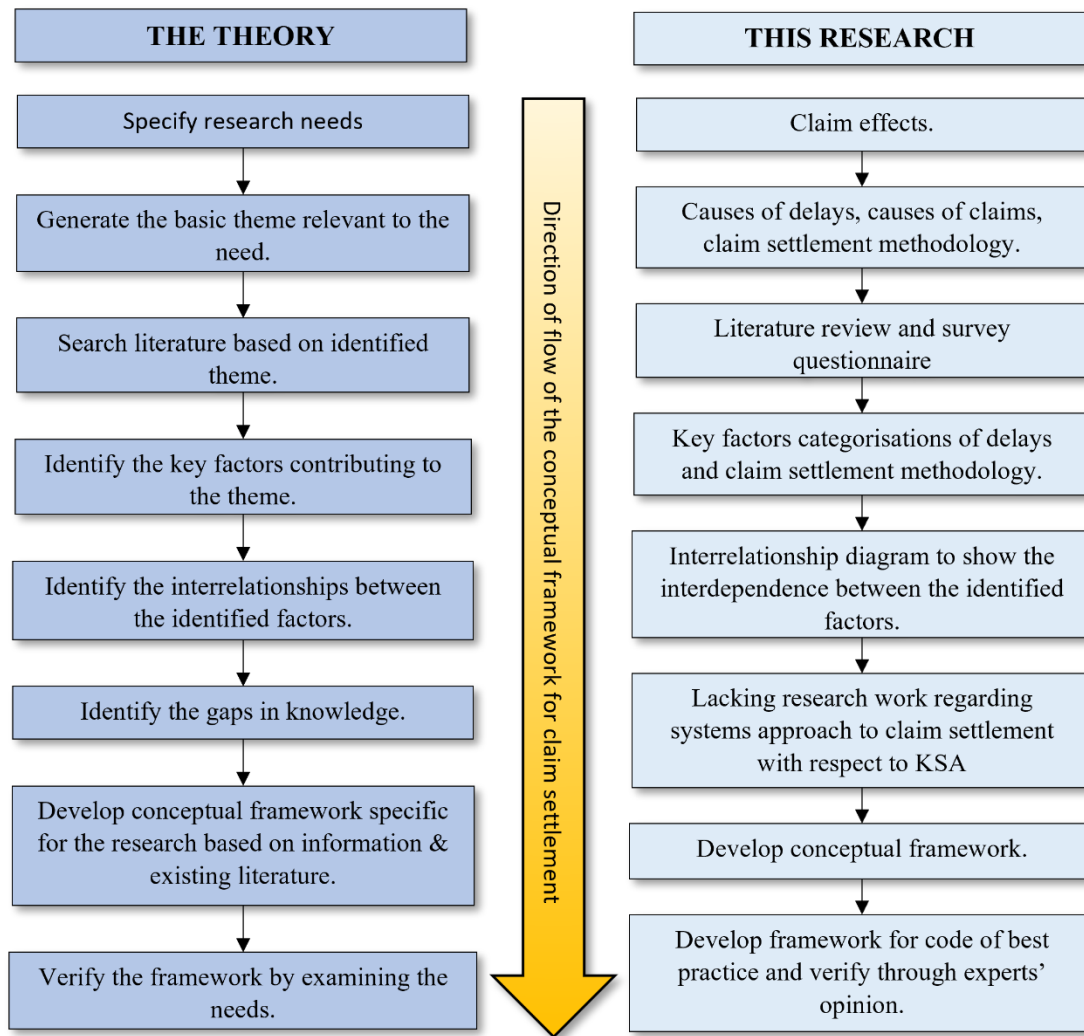 THE THEORY
Specify research needs
Generate the basic theme relevant to the
need.
Search literature based on identified
theme.
Identify the key factors contributing to
the theme.
Identify the interrelationships between
the identified factors.
Identify the gaps in knowledge.
Develop conceptual framework specific
for the research based on information &
existing literature.
Verify the framework by examining the
needs.
Direction of flow of the conceptual framework for claim settlement
THIS RESEARCH
Claim effects.
Causes of delays, causes of claims,
claim settlement methodology.
Literature review and survey
questionnaire
Key factors categorisations of delays
and claim settlement methodology.
Interrelationship diagram to show the
interdependence between the identified
factors.
Lacking research work regarding
systems approach to claim settlement
with respect to KSA
Develop conceptual framework.
Develop framework for code of best
practice and verify through experts’
opinion.